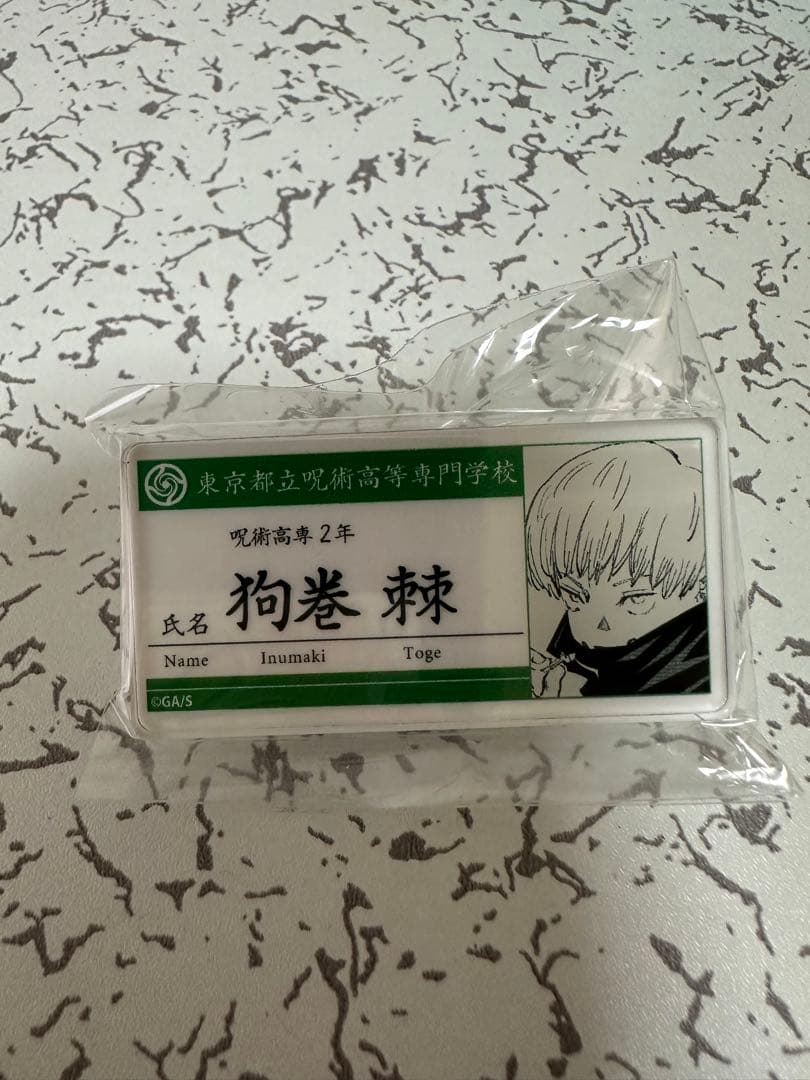 東京都立呪術高等専門学校
呪術高専2年
氏名 狗巻 棘
Name Inumaki Toge
©GA/S